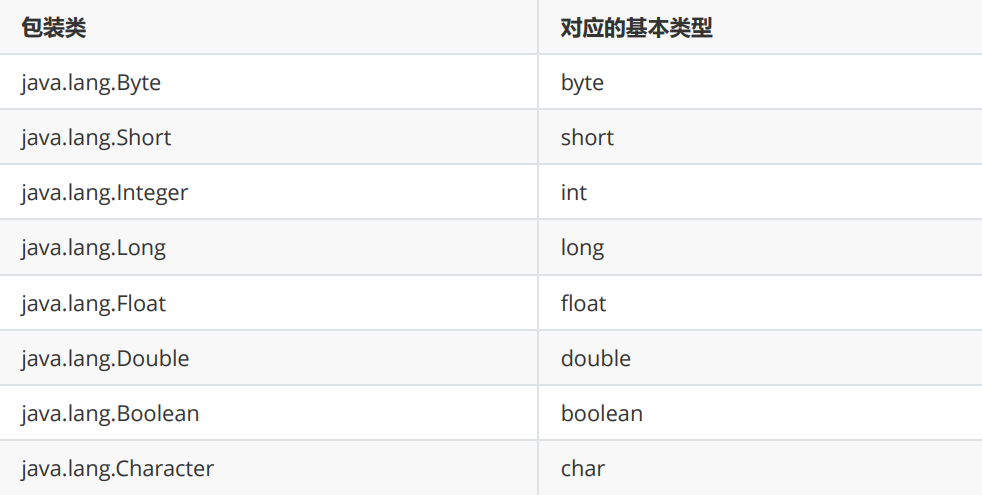 包装类 对应的基本类型
java.lang.Byte byte
java.lang.Short short
java.lang.Integer int
java.lang.Long long
java.lang.Float float
java.lang.Double double
java.lang.Boolean boolean
java.lang.Character char